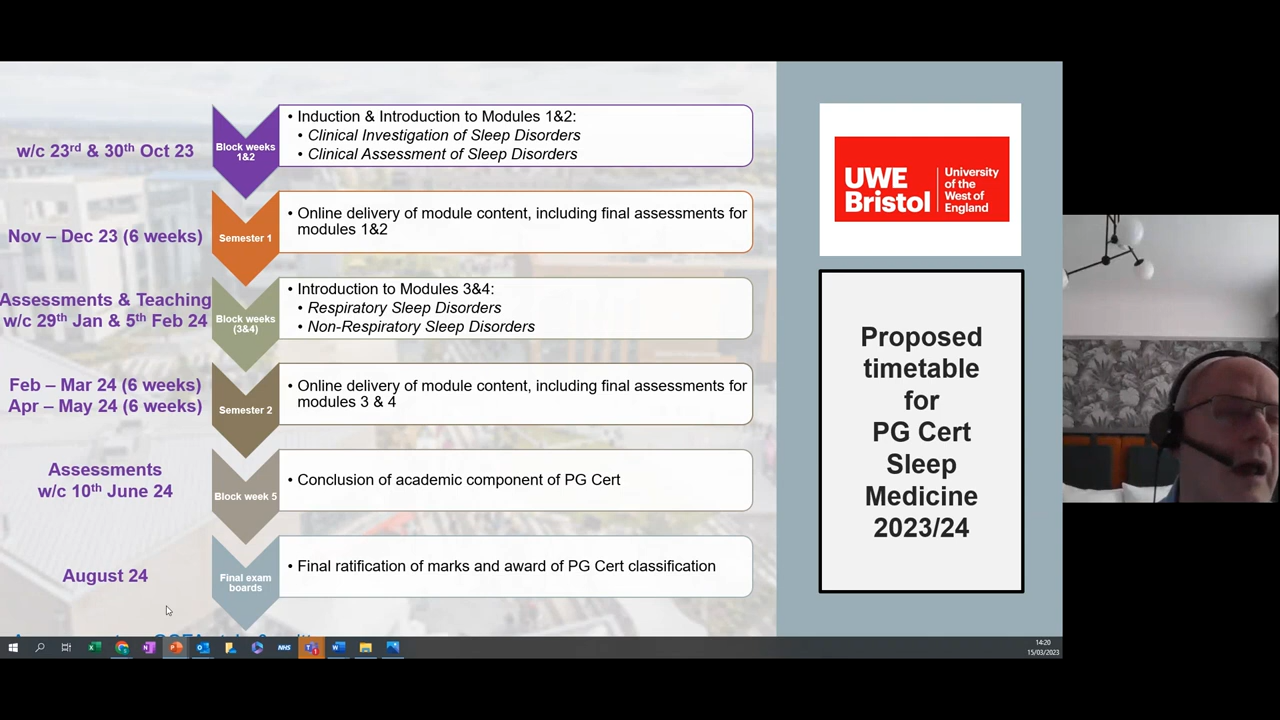 w/c 23rd & 30th Oct 23
Block weeks
1&2
• Induction & Introduction to Modules 1&2:
• Clinical Investigation of Sleep Disorders
• Clinical Assessment of Sleep Disorders
Nov – Dec 23 (6 weeks)
Semester 1
• Online delivery of module content, including final assessments for
modules 1&2
Assessments & Teaching
w/c 29th Jan & 5th Feb 24
Block weeks
(3&4)
• Introduction to Modules 3&4:
• Respiratory Sleep Disorders
• Non-Respiratory Sleep Disorders
Feb – Mar 24 (6 weeks)
Apr – May 24 (6 weeks)
Semester 2
• Online delivery of module content, including final assessments for
modules 3 & 4
Assessments
w/c 10th June 24
Block week 5
• Conclusion of academic component of PG Cert
August 24
Final exam
boards
• Final ratification of marks and award of PG Cert classification
UWE
Bristol
University
of the
West of
England
Proposed
timetable
for
PG Cert
Sleep
Medicine
2023/24
NHS
14:20
15/03/2023